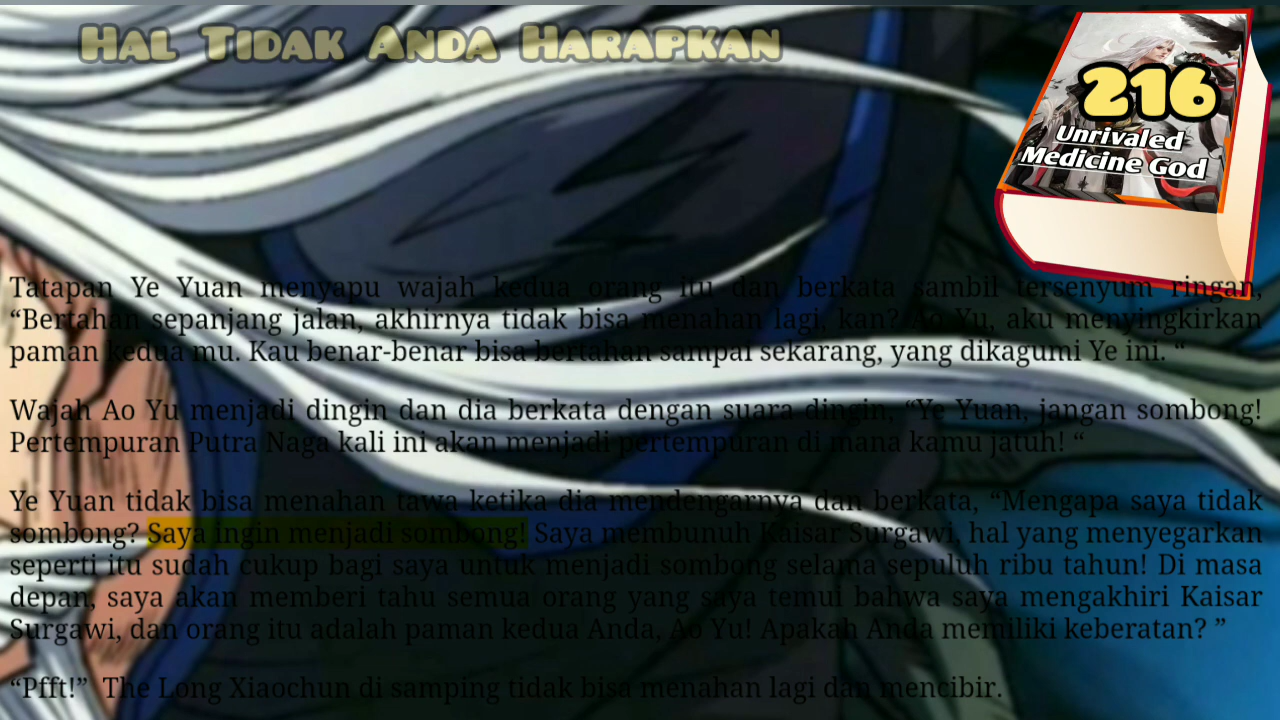 Hal Tidak Anda Harapkan
216
Unrivaled
Medicine God
Tatapan Ye Yuan menyapu wajah kedua orang itu dan berkata sambil tersenyum ringan,
“Bertahan sepanjang jalan, akhirnya tidak bisa menahan lagi, kan? Ao Yu, aku menyingkirkan
paman kedua mu. Kau benar-benar bisa bertahan sampai sekarang, yang dikagumi Ye ini. “
Wajah Ao Yu menjadi dingin dan dia berkata dengan suara dingin, “Ye Yuan, jangan sombong!
Pertempuran Putra Naga kali ini akan menjadi pertempuran di mana kamu jatuh! “
Ye Yuan tidak bisa menahan tawa ketika dia mendengarnya dan berkata, “Mengapa saya tidak
sombong? Saya ingin menjadi sombong! Saya membunuh Kaisar Surgawi, hal yang menyegarkan
seperti itu sudah cukup bagi saya untuk menjadi sombong selama sepuluh ribu tahun! Di masa
depan, saya akan memberi tahu semua orang yang saya temui bahwa saya mengakhiri Kaisar
Surgawi, dan orang itu adalah paman kedua Anda, Ao Yu! Apakah Anda memiliki keberatan? ”
“Pfft!” The Long Xiaochun di samping tidak bisa menahan lagi dan mencibir.